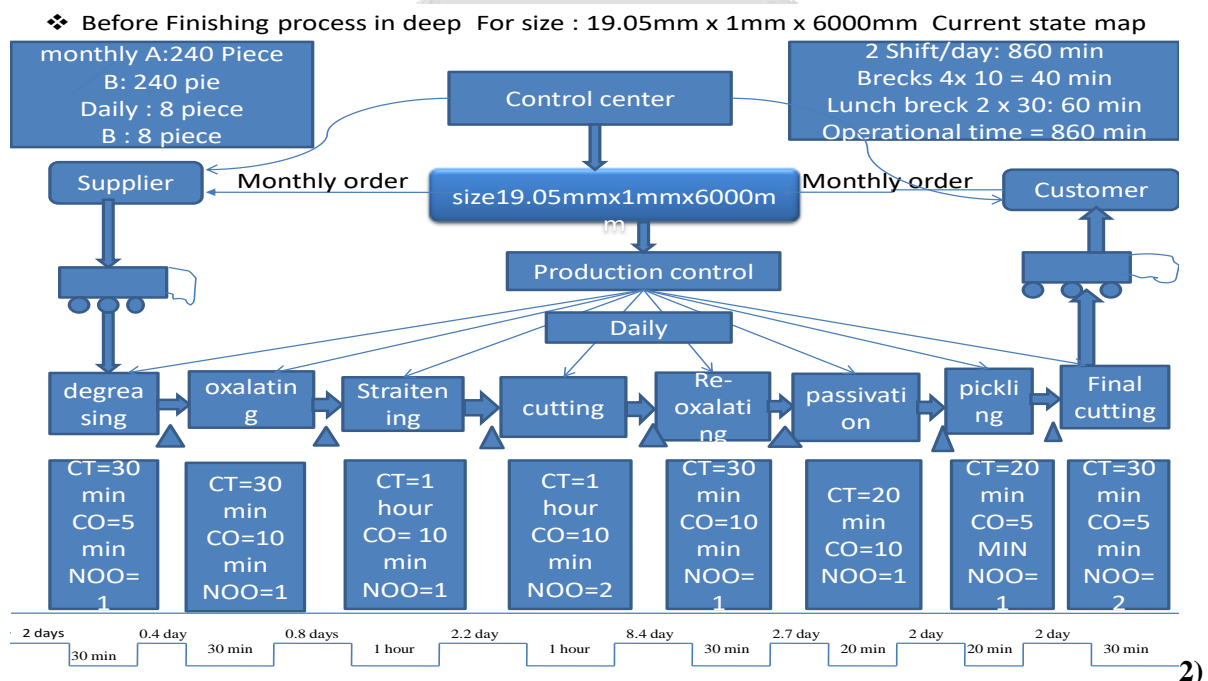 ❖ Before Finishing process in deep For size : 19.05mm x 1mm x 6000mm Current state map
monthly A:240 Piece
B: 240 pie
Daily : 8 piece
B : 8 piece
Control center
2 Shift/day: 860 min
Brecks 4x 10 = 40 min
Lunch breck 2 x 30: 60 min
Operational time = 860 min
Supplier
Monthly order
size19.05mmx1mmx6000m
m
Monthly order
Customer
Production control
Daily
degrea
sing
oxalatin
g
Straiten
ing
cutting
Re-
oxalati
ng
passivati
on
pickli
ng
Final
cutting
CT=30
min
CO=5
min
NOO=
1
CT=30
min
CO=10
min
NOO=1
CT=1
hour
CO= 10
min
NOO=1
CT=1
hour
CO=10
min
NOO=2
CT=30
min
CO=10
min
NOO=
1
CT=20
min
CO=10
NOO=1
CT=20
min
CO=5
MIN
NOO=
1
CT=30
min
CO=5
min
NOO=
2
2 days
30 min
0.4 day
30 min
0.8 days
1 hour
2.2 day
1 hour
8.4 day
30 min
2.7 day
20 min
2 day
20 min
2 day
30 min
2)